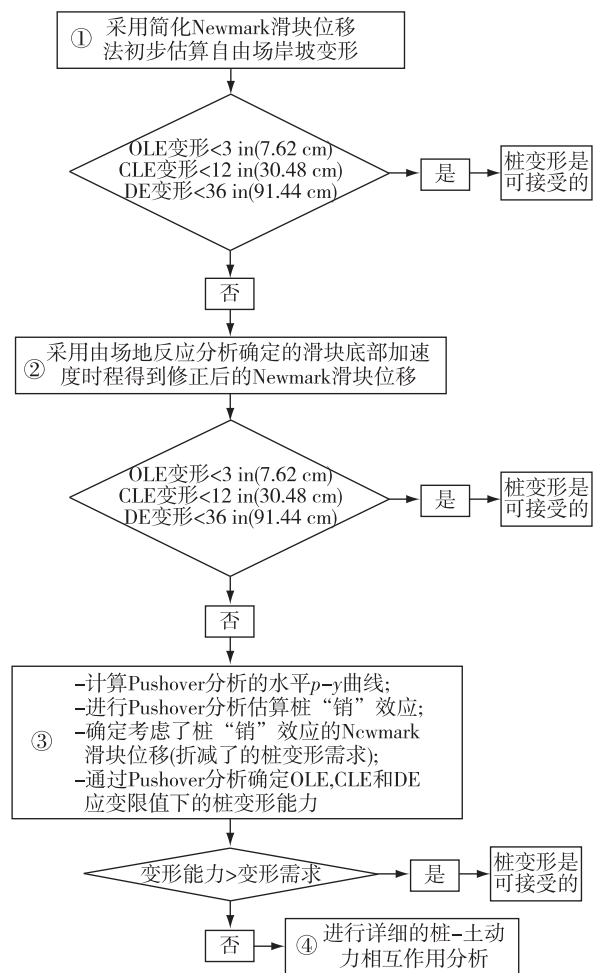 ① 采用简化Newmark滑块位移
法初步估算自由场岸坡变形
OLE变形<3 in(7.62 cm)
CLE变形<12 in(30.48 cm)
DE变形<36 in(91.44 cm)
是
桩变形是
可接受的
否
② 采用由场地反应分析确定的滑块底部加速
度时程得到修正后的Newmark滑块位移
OLE变形<3 in(7.62 cm)
CLE变形<12 in(30.48 cm)
DE变形<36 in(91.44 cm)
是
桩变形是
可接受的
否
③
-计算Pushover分析的水平p-y曲线;
-进行Pushover分析估算桩“销”效应;
-确定考虑了桩“销”效应的Ncwmark
滑块位移(折减了的桩变形需求);
-通过Pushover分析确定OLE,CLE和DE
应变限值下的桩变形能力
变形能力>变形需求
是
桩变形是
可接受的
否
④ 进行详细的桩-土动
力相互作用分析